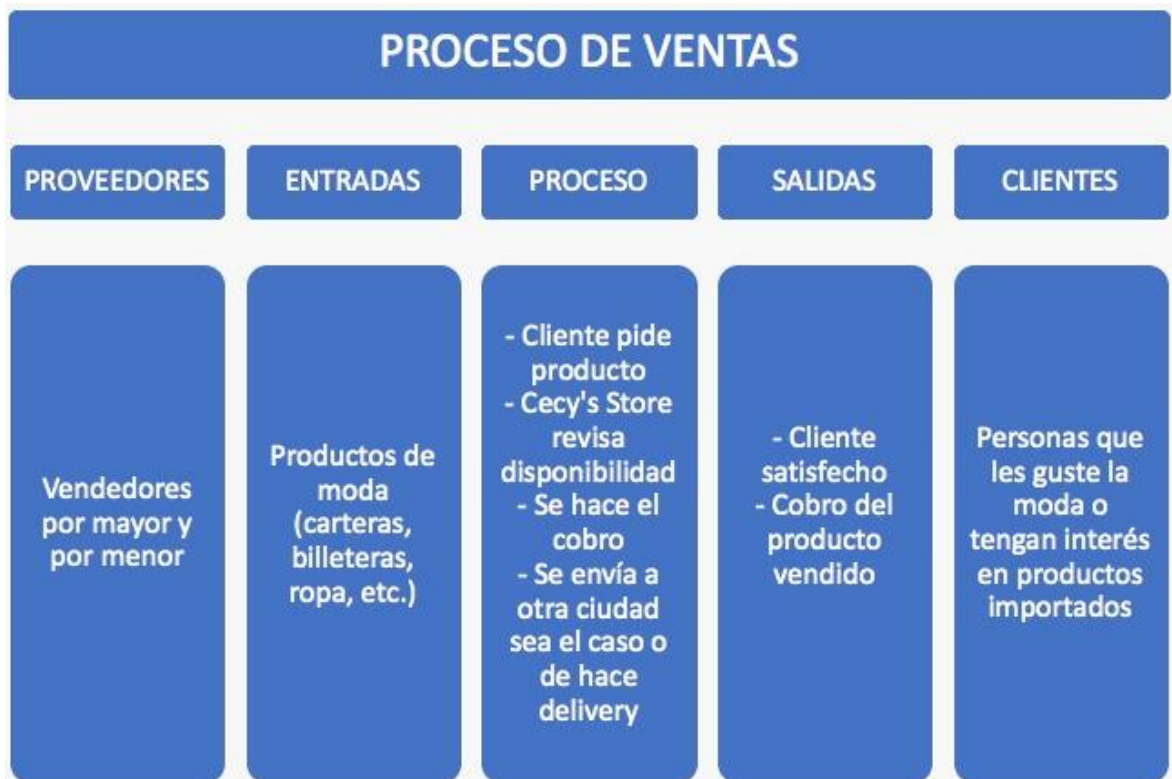 PROCESO DE VENTAS
PROVEEDORES
ENTRADAS
PROCESO
SALIDAS
CLIENTES
Vendedores
por mayor y
por menor
Productos de
moda
(carteras,
billeteras,
ropa, etc.)
- Cliente pide
producto
- Cecy's Store
revisa
disponibilidad
- Se hace el
cobro
- Se envía a
otra ciudad
sea el caso o
de hace
delivery
- Cliente
satisfecho
- Cobro del
producto
vendido
Personas que
les guste la
moda o
tengan interés
en productos
importados